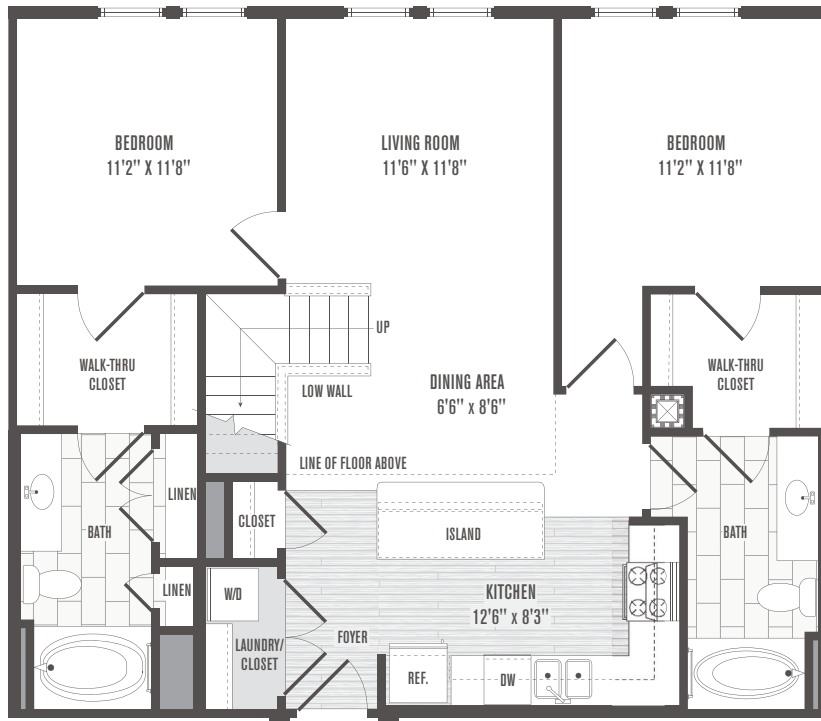 BEDROOM
11'2" X 11'8"
LIVING ROOM
11'6" X 11'8"
BEDROOM
11'2" X 11'8"
UP
WALK-THRU
CLOSET
LOW WALL
DINING AREA
6'6" x 8'6"
WALK-THRU
CLOSET
LINE OF FLOOR ABOVE
LINEN
BATH
CLOSET
ISLAND
BATH
LINEN
W/D
KITCHEN
12'6" x 8'3"
FOYER
LAUNDRY/
CLOSET
REF.
DW